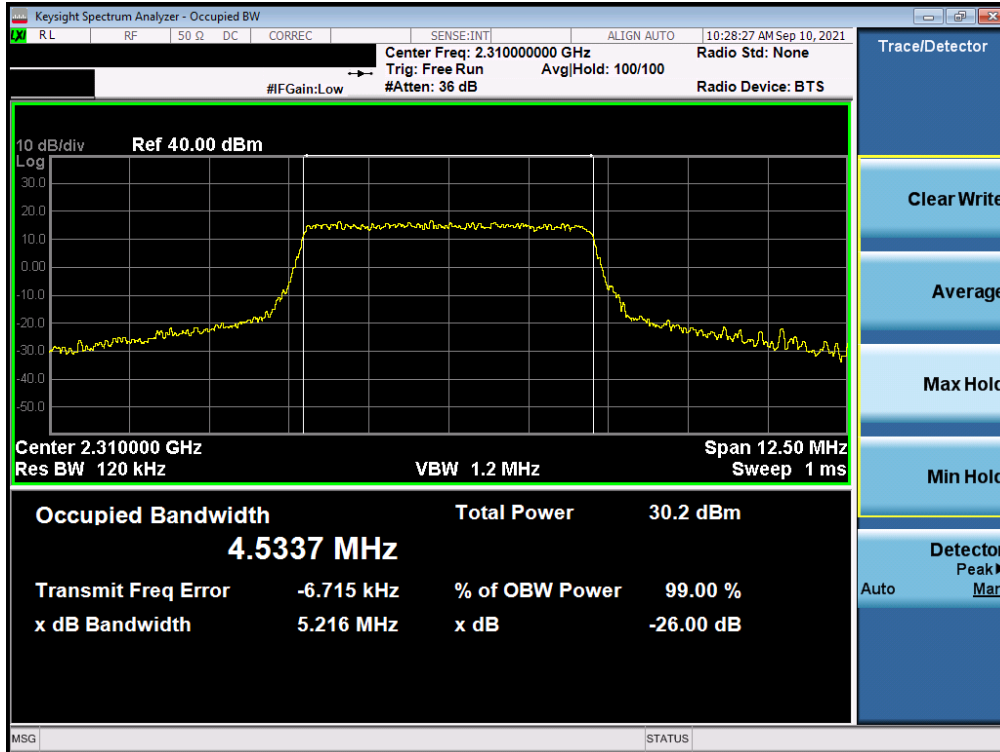 Keysight Spectrum Analyzer - Occupied BW
LXI RL RF 50 Ω DC CORREC SENSE:INT ALIGN AUTO 10:28:27 AM Sep 10, 2021
Center Freq: 2.310000000 GHz Radio Std: None
Trig: Free Run Avg|Hold: 100/100
#IFGain:Low #Atten: 36 dB Radio Device: BTS
Trace/Detector
10 dB/div Ref 40.00 dBm
Log
30.0
20.0
10.0
0.00
-10.0
-20.0
-30.0
-40.0
-50.0
Center 2.310000 GHz Span 12.50 MHz
Res BW 120 kHz VBW 1.2 MHz Sweep 1 ms
Occupied Bandwidth Total Power 30.2 dBm
4.5337 MHz
Transmit Freq Error -6.715 kHz % of OBW Power 99.00 %
x dB Bandwidth 5.216 MHz x dB -26.00 dB
Clear Write
Average
Max Hold
Min Hold
Detector
Peak
Auto Man
MSG STATUS